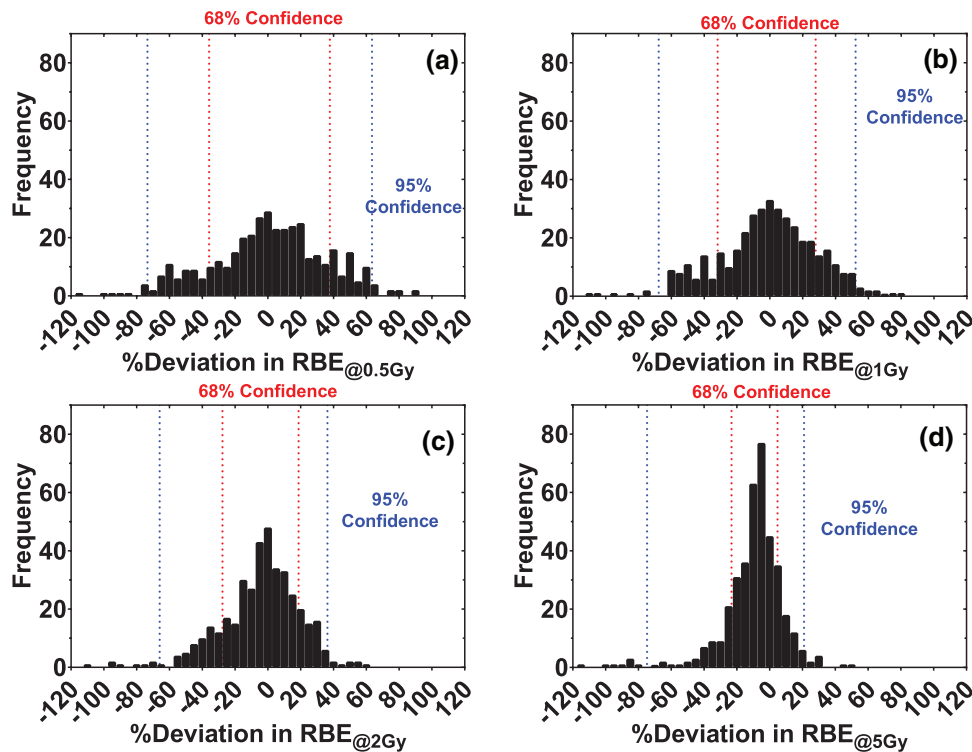 68% Confidence
(a)
95%
Confidence
Frequency
80
60
40
20
0
-120 -100 -80 -60 -40 -20 0 20 40 60 80 100 120
%Deviation in RBE@0.5Gy
68% Confidence
(b)
95%
Confidence
Frequency
80
60
40
20
0
-120 -100 -80 -60 -40 -20 0 20 40 60 80 100 120
%Deviation in RBE@1Gy
68% Confidence
(c)
95%
Confidence
Frequency
80
60
40
20
0
-120 -100 -80 -60 -40 -20 0 20 40 60 80 100 120
%Deviation in RBE@2Gy
68% Confidence
(d)
95%
Confidence
Frequency
80
60
40
20
0
-120 -100 -80 -60 -40 -20 0 20 40 60 80 100 120
%Deviation in RBE@5Gy